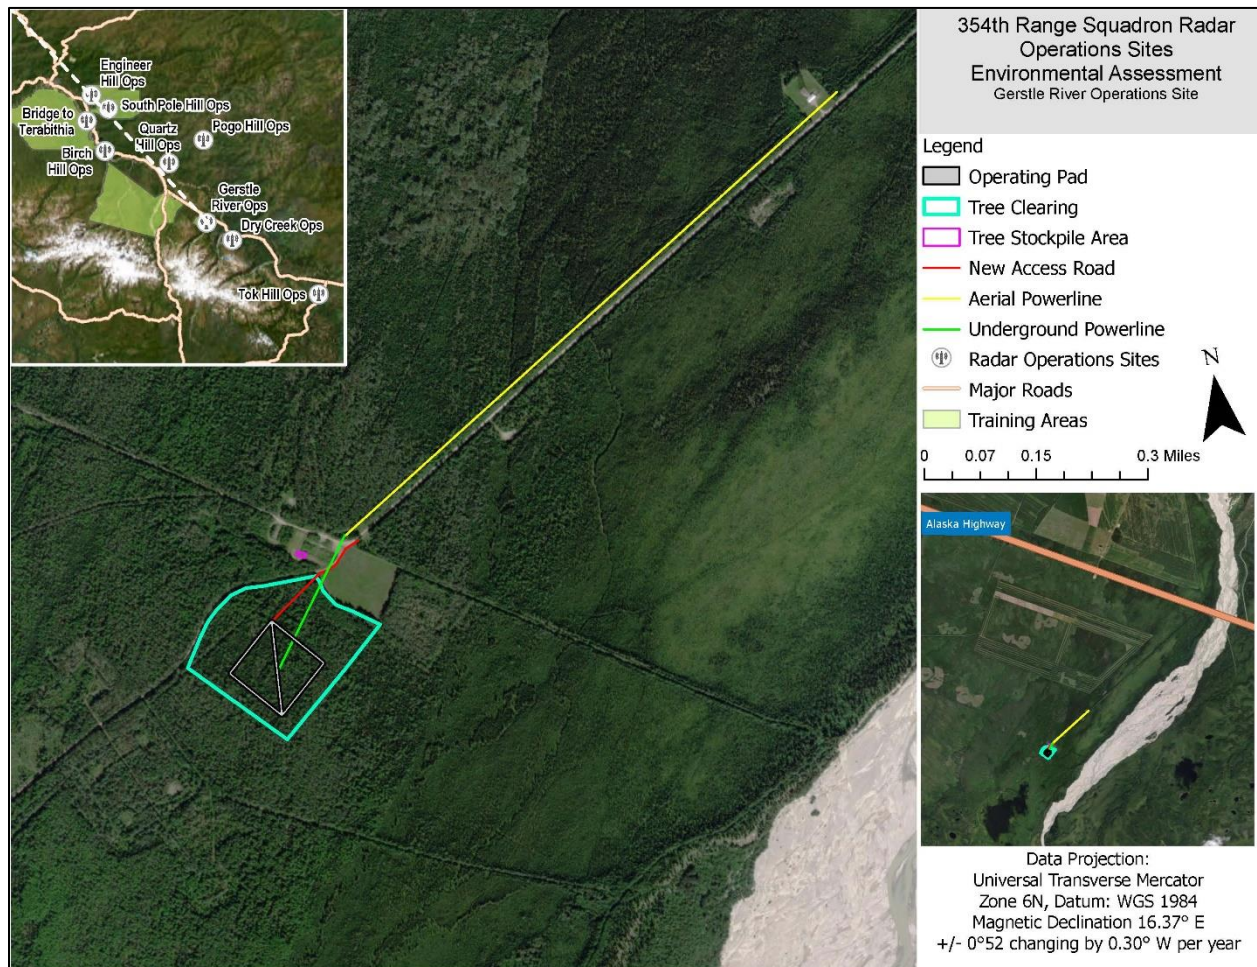 354th Range Squadron Radar
Operations Sites
Environmental Assessment
Gerstle River Operations Site
Legend
Operating Pad
Tree Clearing
Tree Stockpile Area
New Access Road
Aerial Powerline
Underground Powerline
Radar Operations Sites
Major Roads
Training Areas
N
0 0.07 0.15 0.3 Miles
Engineer
Hill Ops
South Pole Hill Ops
Bridge to
Terabithia
Quartz
Hill Ops
Pogo Hill Ops
Birch
Hill Ops
Gerstle
River Ops
Dry Creek Ops
Tok Hill Ops
Alaska Highway
Data Projection:
Universal Transverse Mercator
Zone 6N, Datum: WGS 1984
Magnetic Declination 16.37° E
+/- 0°52 changing by 0.30° W per year